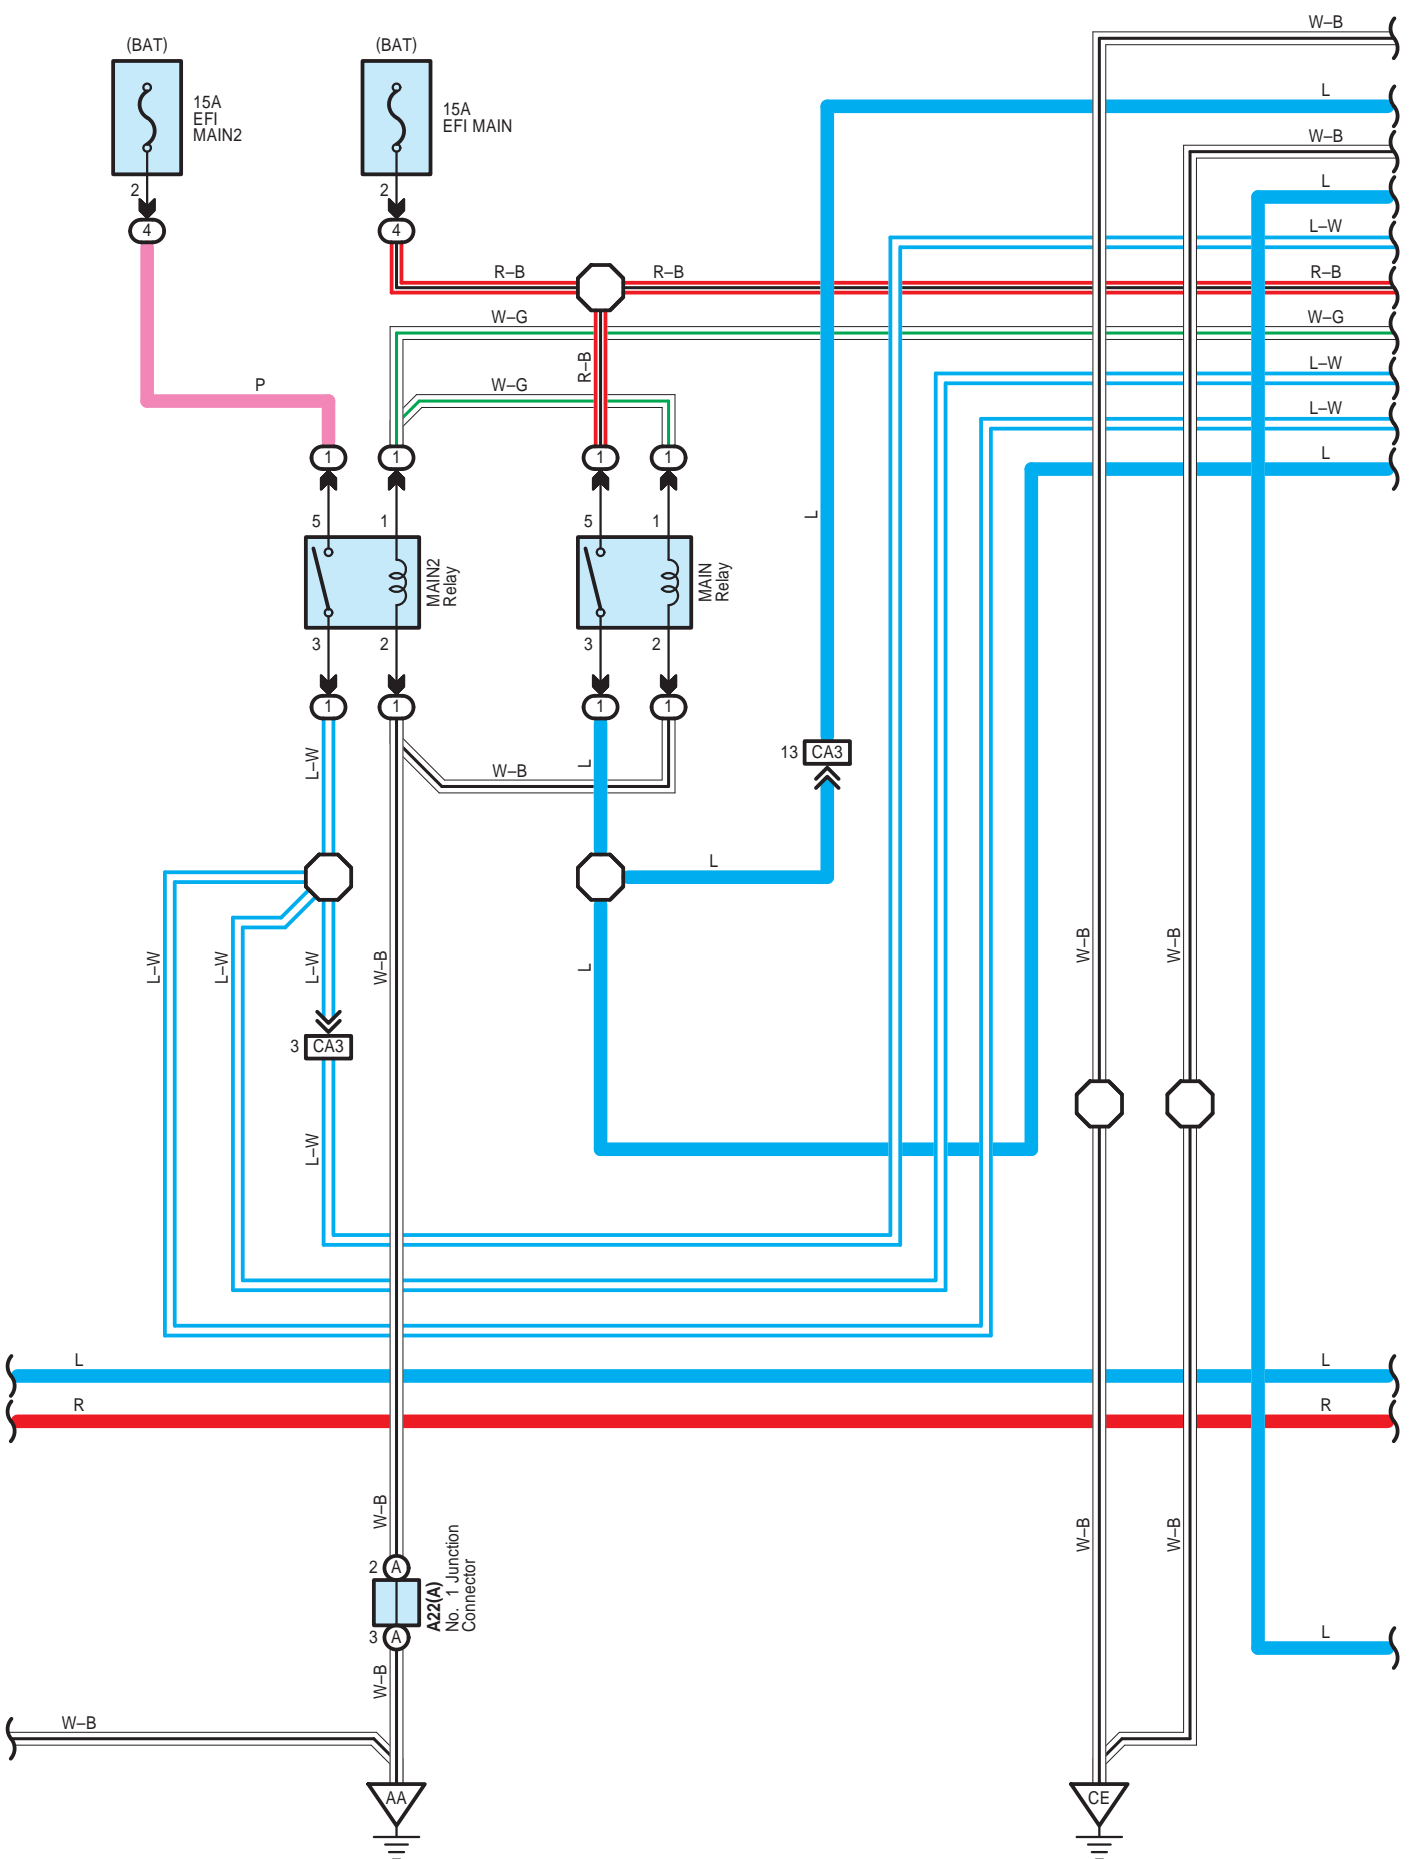 W–B
(BAT)
(BAT)
15A
EFI
MAIN2
15A
EFI MAIN
L
W–B
2
2
L
4
4
L–W
R–B
R–B
R–B
W–G
W–G
R–B
L–W
P
W–G
L–W
1
1
1
1
L
5
1
5
1
L
MAIN2
Relay
MAIN
Relay
3
2
3
2
1
1
1
1
L–W
W–B
L
13
CA3
L
L–W
L–W
L–W
W–B
L
W–B
W–B
3
CA3
L–W
L
L
R
R
W–B
W–B
W–B
2
A
A22(A)
No. 1 Junction
Connector
3
A
L
W–B
W–B
AA
CE